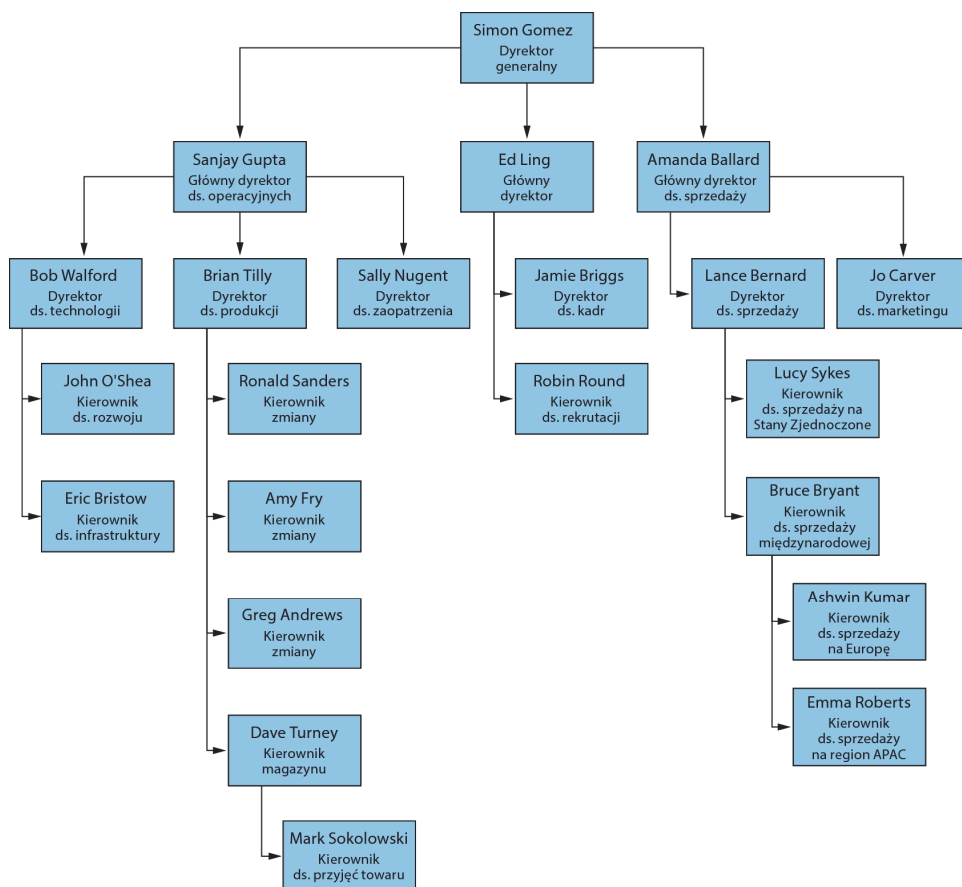 Simon Gomez
Dyrektor
generalny
Sanjay Gupta
Główny dyrektor
ds. operacyjnych
Ed Ling
Główny
dyrektor
Amanda Ballard
Główny dyrektor
ds. sprzedaży
Bob Walford
Dyrektor
ds. technologii
Brian Tilly
Dyrektor
ds. produkcji
Sally Nugent
Dyrektor
ds. zaopatrzenia
Jamie Briggs
Dyrektor
ds. kadr
Lance Bernard
Dyrektor
ds. sprzedaży
Jo Carver
Dyrektor
ds. marketingu
John O'Shea
Kierownik
ds. rozwoju
Ronald Sanders
Kierownik
zmiany
Robin Round
Kierownik
ds. rekrutacji
Lucy Sykes
Kierownik
ds. sprzedaży na
Stany Zjednoczone
Eric Bristow
Kierownik
ds. infrastruktury
Amy Fry
Kierownik
zmiany
Bruce Bryant
Kierownik
ds. sprzedaży
międzynarodowej
Greg Andrews
Kierownik
zmiany
Ashwin Kumar
Kierownik
ds. sprzedaży
na Europę
Dave Turney
Kierownik
magazynu
Emma Roberts
Kierownik
ds. sprzedaży
na region APAC
Mark Sokolowski
Kierownik
ds. przyjęć towaru